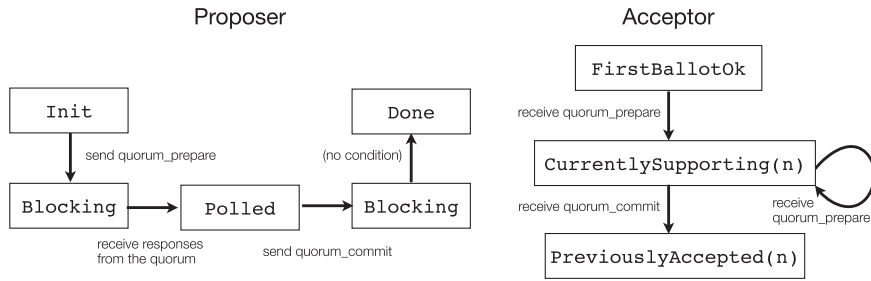 Proposer
Init
send quorum_prepare
Blocking
receive responses
from the quorum
Polled
send quorum_commit
Blocking
(no condition)
Done
Acceptor
FirstBallotOk
receive quorum_prepare
CurrentlySupporting(n)
receive
quorum_prepare
receive quorum_commit
PreviouslyAccepted(n)